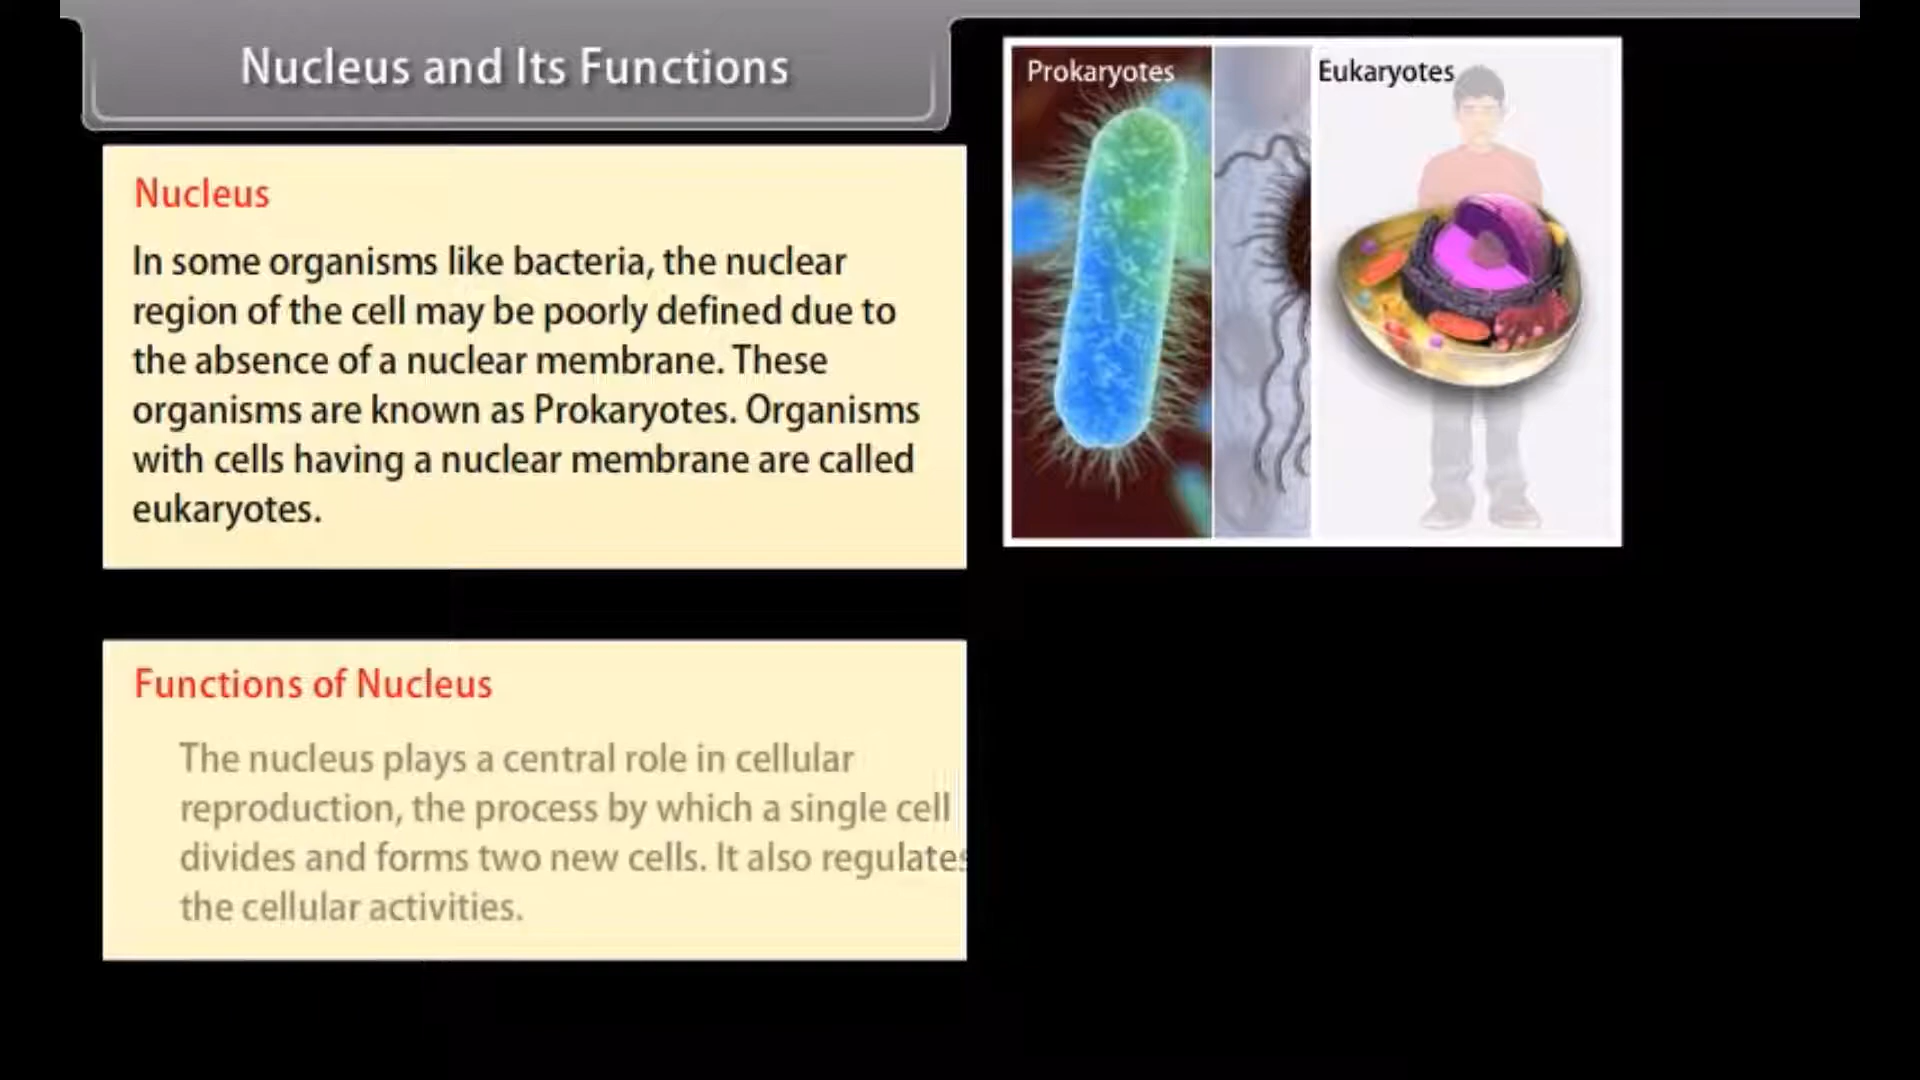 Nucleus and Its Functions
Prokaryotes
Eukaryotes
Nucleus
In some organisms like bacteria, the nuclear
region of the cell may be poorly defined due to
the absence of a nuclear membrane. These
organisms are known as Prokaryotes. Organisms
with cells having a nuclear membrane are called
eukaryotes.
Functions of Nucleus
The nucleus plays a central role in cellular
reproduction, the process by which a single cell
divides and forms two new cells. It also regulates
the cellular activities.